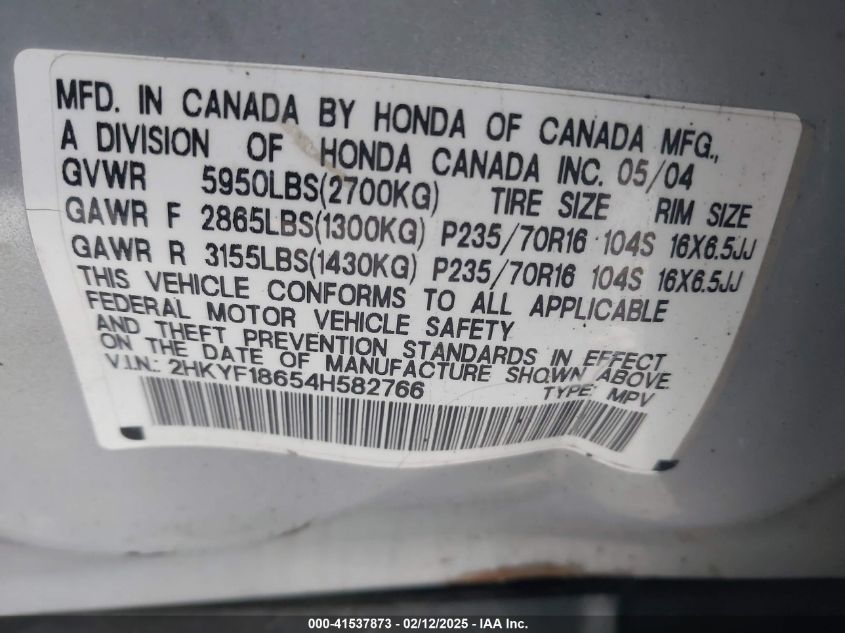 MFD. IN CANADA BY HONDA OF CANADA MFG.,
A DIVISION OF HONDA CANADA INC. 05/04
GVWR 5950LBS(2700KG) TIRE SIZE RIM SIZE
GAWR F 2865LBS(1300KG) P235/70R16 104S 16X6.5JJ
GAWR R 3155LBS(1430KG) P235/70R16 104S 16X6.5JJ
THIS VEHICLE CONFORMS TO ALL APPLICABLE
FEDERAL MOTOR VEHICLE SAFETY
AND THEFT PREVENTION STANDARDS IN EFFECT
ON THE DATE OF MANUFACTURE SHOWN ABOVE
V.I.N.: 2HKYF18654H582766 TYPE: MPV
000-41537873 - 02/12/2025 - IAA Inc.